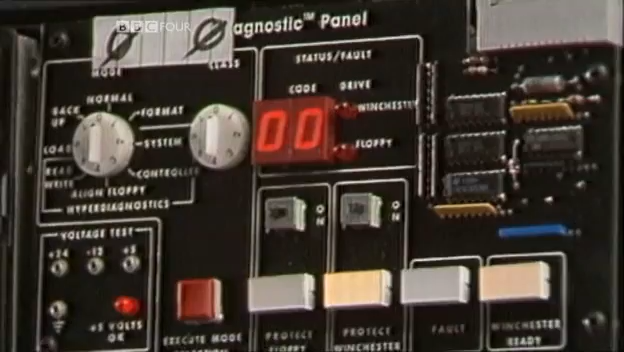 BBC FOUR
agnostic™ Panel
MODE
CLASS
STATUS/FAULT
CODE
DRIVE
00
WINCHESTER
FLOPPY
NORMAL
BACK
UP
FORMAT
LOAD
SYSTEM
READ
WRITE
CONTROLLER
ALIGN FLOPPY
HYPERDIAGNOSTICS
VOLTAGE TEST
+24
-12
+5
+5 VOLTS
OK
ON
ON
EXECUTE MODE
PROTECT
FLOPPY
PROTECT
WINCHESTER
FAULT
WINCHESTER
READY